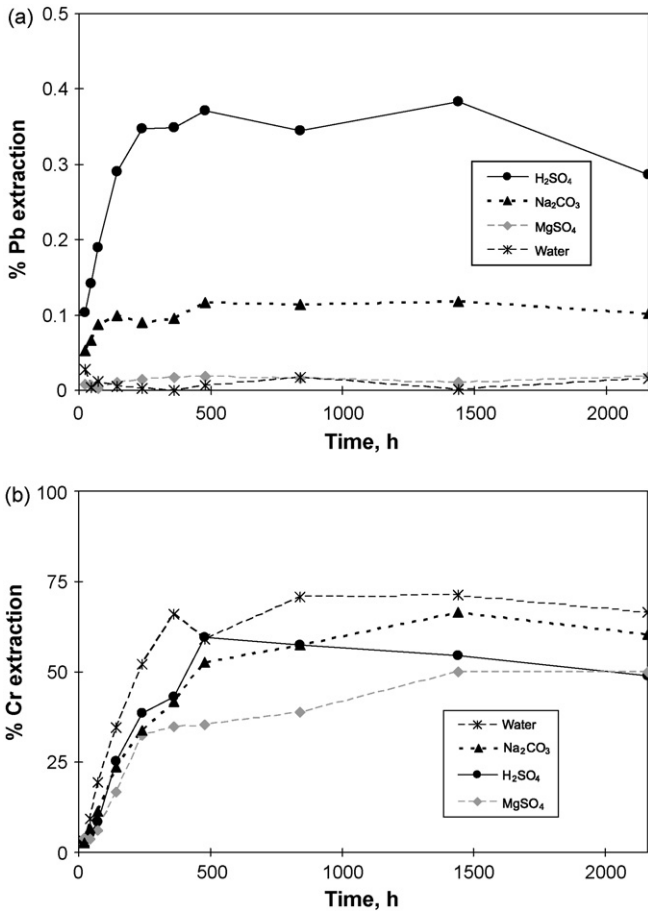 (a)
0.5
0.4
0.3
0.2
0.1
0
% Pb extraction
H₂SO₄
Na₂CO₃
MgSO₄
Water
0 500 1000 1500 2000
Time, h
(b)
100
75
50
25
0
% Cr extraction
Water
Na₂CO₃
H₂SO₄
MgSO₄
0 500 1000 1500 2000
Time, h